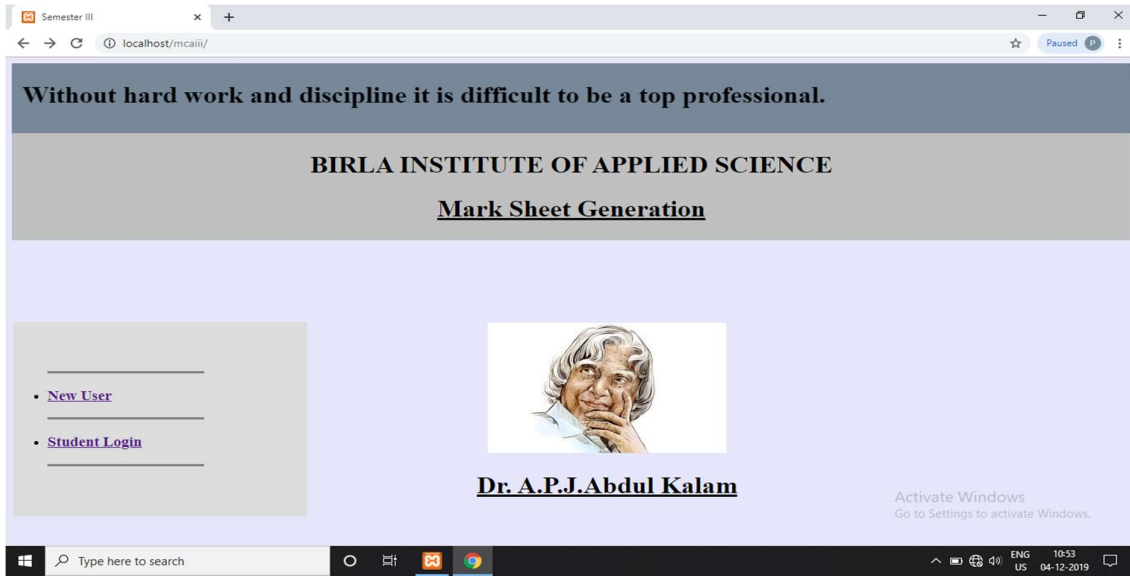 Semester III
localhost/mcaiii/
Paused P
Without hard work and discipline it is difficult to be a top professional.
BIRLA INSTITUTE OF APPLIED SCIENCE
Mark Sheet Generation
New User
Student Login
Dr. A.P.J.Abdul Kalam
Activate Windows
Go to Settings to activate Windows.
Type here to search
ENG 10:53
US 04-12-2019